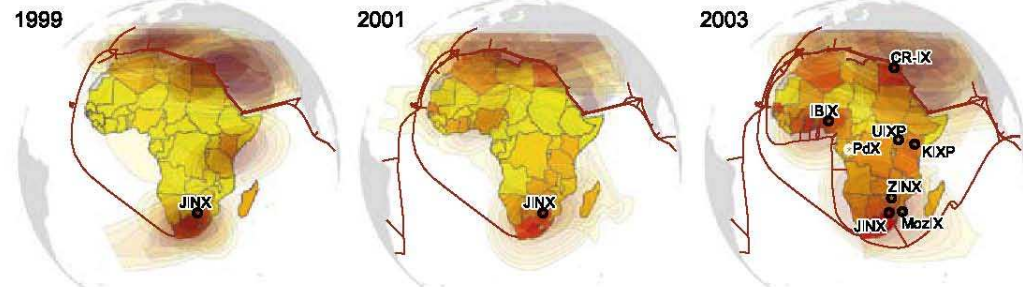 1999
JINX
2001
JINX
2003
CR-IX
IBIX
UIXP
KIXP
PdX
ZINX
JINX
MozIX